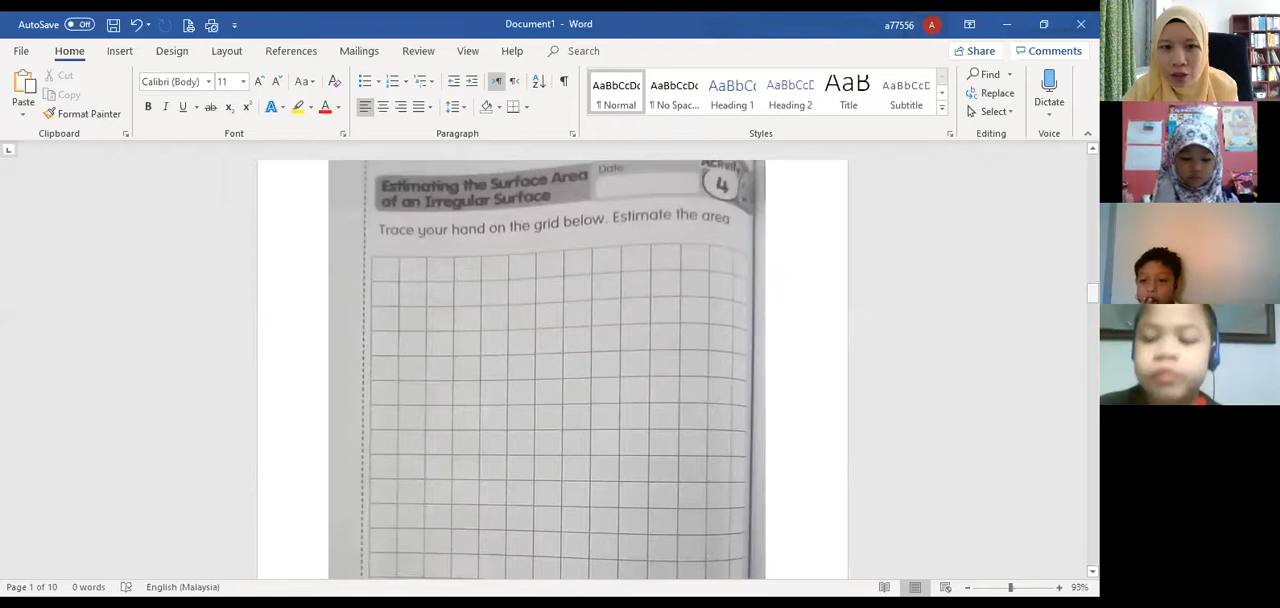 AutoSave Off Document1 - Word a77556 A
File Home Insert Design Layout References Mailings Review View Help Search Share Comments
Paste Cut Copy Format Painter
Calibri (Body) 11
AaBbCcDc AaBbCcDc AaBbC AaBbCcD AaB AaBbCcD
¶ Normal ¶ No Spac... Heading 1 Heading 2 Title Subtitle
Find Replace Select
Dictate
Clipboard Font Paragraph Styles Editing Voice
Estimating the Surface Area
of an Irregular Surface
Date:
Activity
4
Trace your hand on the grid below. Estimate the area
Page 1 of 10 0 words English (Malaysia) 93%